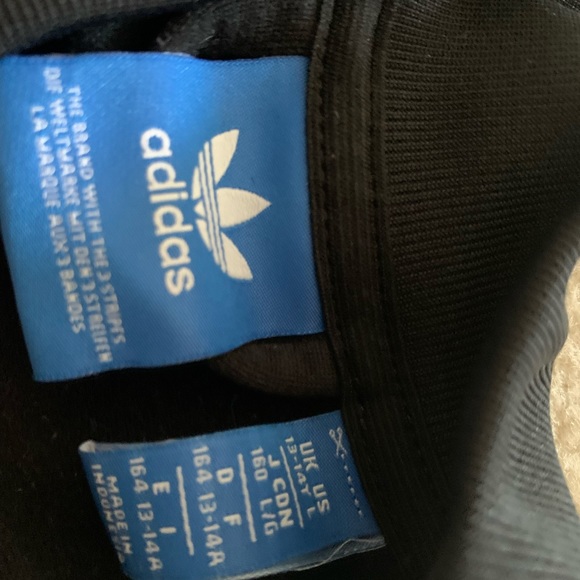 adidas
THE BRAND WITH THE 3 STRIPES
DIE WELTMARKE MIT DEN 3 STREIFEN
LA MARQUE AUX 3 BANDES
UK US
13-14Y L
J CDN
160 L/G
D F
164 13-14A
E I
164 13-14A
MADE IN